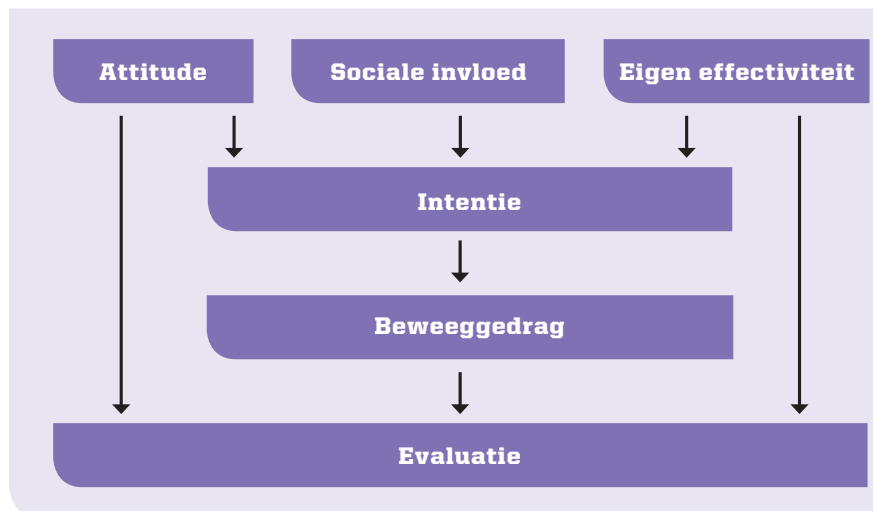 Attitude
Sociale invloed
Eigen effectiviteit
Intentie
Beweeggedrag
Evaluatie